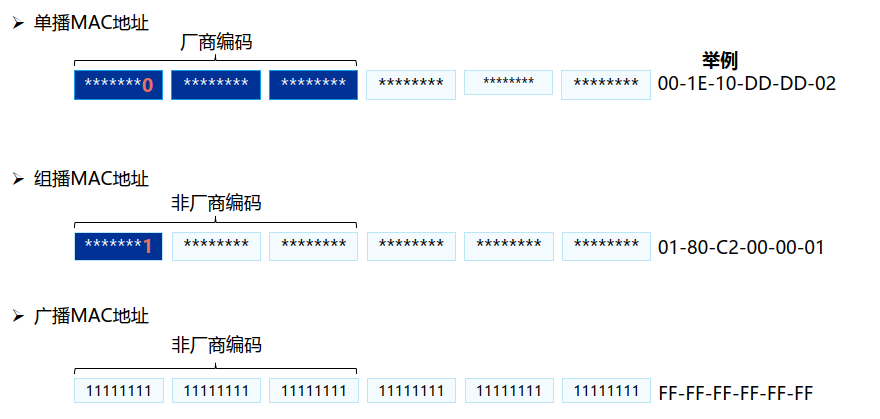 ➢ 单播MAC地址
厂商编码
举例
*******0 ******** ******** ******** ******** ******** 00-1E-10-DD-DD-02
➢ 组播MAC地址
非厂商编码
*******1 ******** ******** ******** ******** ******** 01-80-C2-00-00-01
➢ 广播MAC地址
非厂商编码
11111111 11111111 11111111 11111111 11111111 11111111 FF-FF-FF-FF-FF-FF